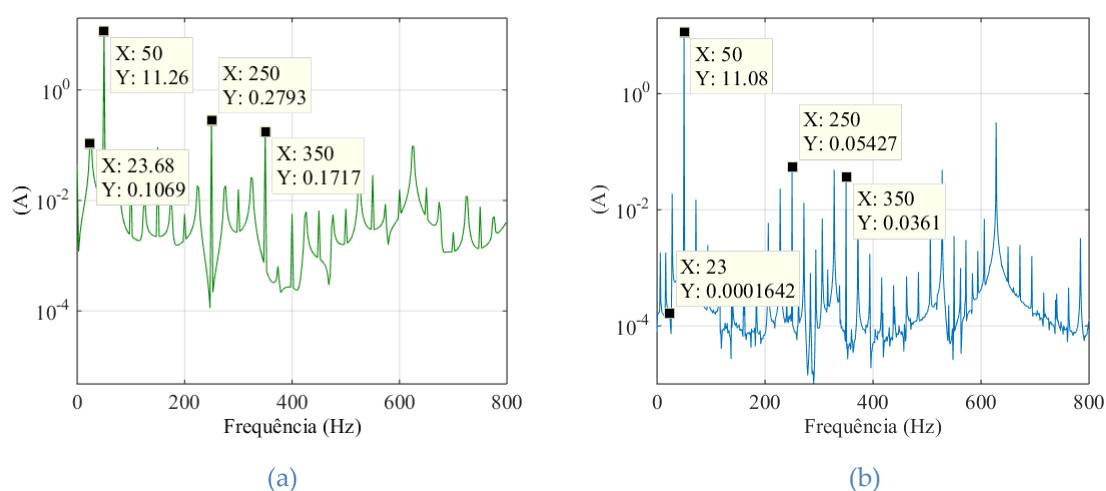 X: 50
Y: 11.26
X: 250
Y: 0.2793
X: 350
Y: 0.1717
X: 23.68
Y: 0.1069
10^0
10^-2
10^-4
(A)
0 200 400 600 800
Frequência (Hz)
(a)
X: 50
Y: 11.08
X: 250
Y: 0.05427
X: 350
Y: 0.0361
X: 23
Y: 0.0001642
10^0
10^-2
10^-4
(A)
0 200 400 600 800
Frequência (Hz)
(b)